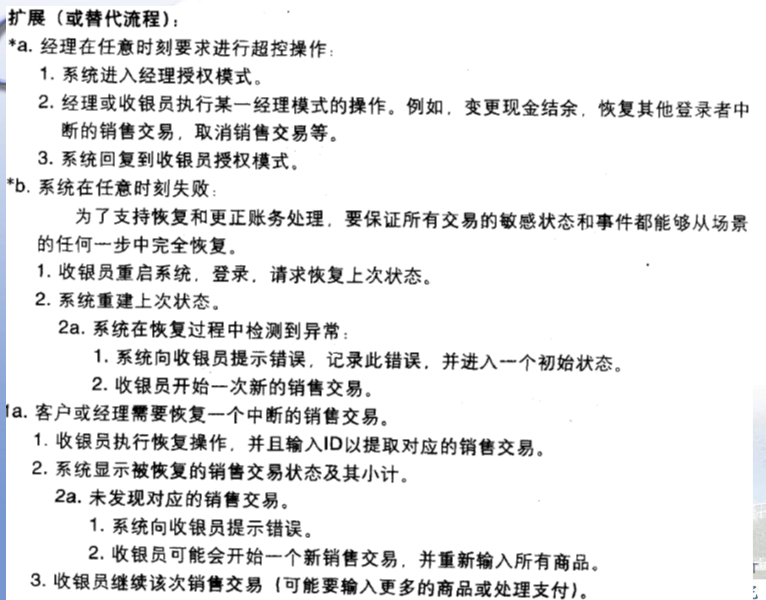 扩展（或替代流程）：
*a. 经理在任意时刻要求进行超控操作：
1. 系统进入经理授权模式。
2. 经理或收银员执行某一经理模式的操作。例如，变更现金结余，恢复其他登录者中
断的销售交易，取消销售交易等。
3. 系统回复到收银员授权模式。
*b. 系统在任意时刻失败：
为了支持恢复和更正账务处理，要保证所有交易的敏感状态和事件都能够从场景
的任何一步中完全恢复。
1. 收银员重启系统，登录，请求恢复上次状态。
2. 系统重建上次状态。
2a. 系统在恢复过程中检测到异常：
1. 系统向收银员提示错误，记录此错误，并进入一个初始状态。
2. 收银员开始一次新的销售交易。
1a. 客户或经理需要恢复一个中断的销售交易。
1. 收银员执行恢复操作，并且输入ID以提取对应的销售交易。
2. 系统显示被恢复的销售交易状态及其小计。
2a. 未发现对应的销售交易。
1. 系统向收银员提示错误。
2. 收银员可能会开始一个新销售交易，并重新输入所有商品。
3. 收银员继续该次销售交易（可能要输入更多的商品或处理支付）。